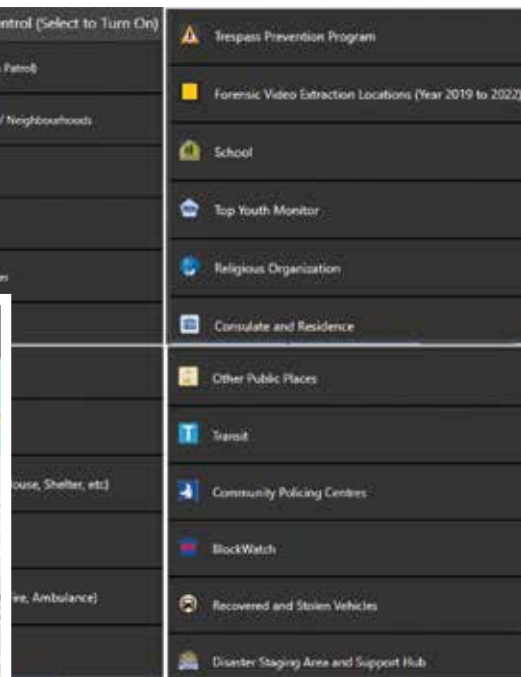 ntrol (Select to Turn On)
Patrol)
/ Neighbourhoods
ouse, Shelter, etc)
ire, Ambulance)
Trespass Prevention Program
Forensic Video Extraction Locations (Year 2019 to 2022)
School
Top Youth Monitor
Religious Organization
Consulate and Residence
Other Public Places
T Transit
Community Policing Centres
BlockWatch
Recovered and Stolen Vehicles
Disaster Staging Area and Support Hub